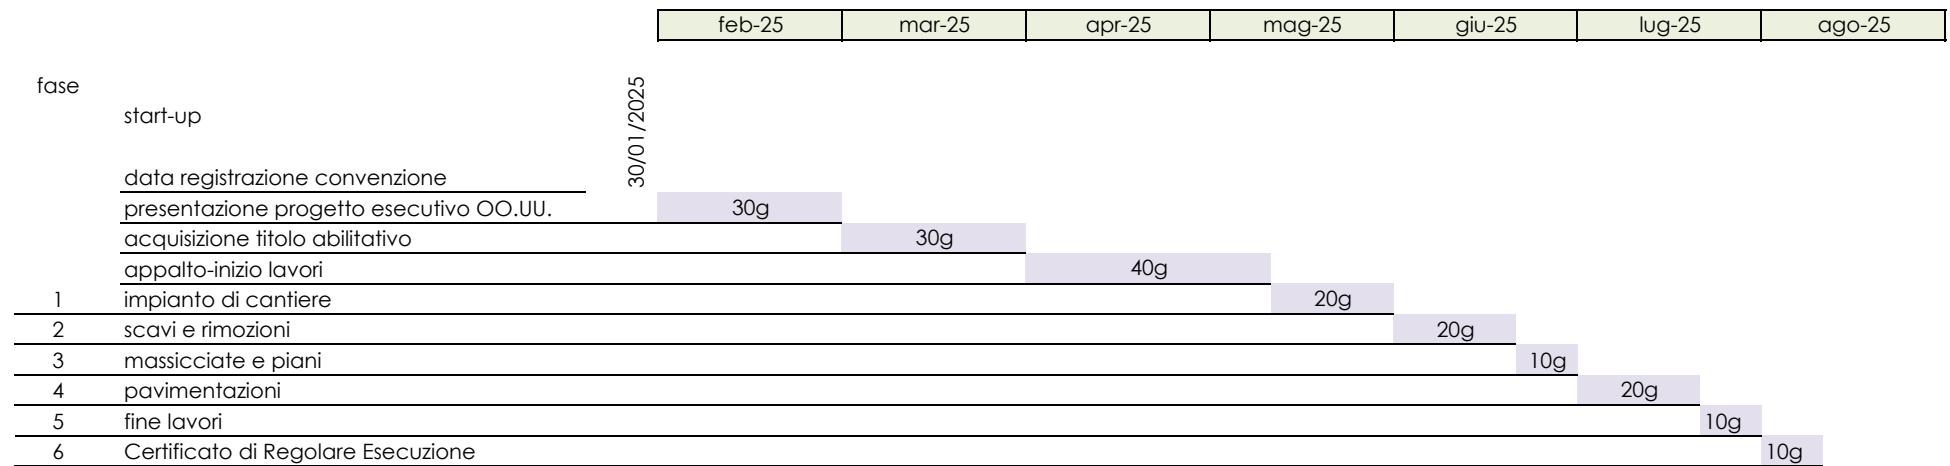 feb-25 mar-25 apr-25 mag-25 giu-25 lug-25 ago-25
fase
start-up
30/01/2025
data registrazione convenzione
presentazione progetto esecutivo OO.UU. 30g
acquisizione titolo abilitativo 30g
appalto-inizio lavori 40g
1 impianto di cantiere 20g
2 scavi e rimozioni 20g
3 massicciate e piani 10g
4 pavimentazioni 20g
5 fine lavori 10g
6 Certificato di Regolare Esecuzione 10g